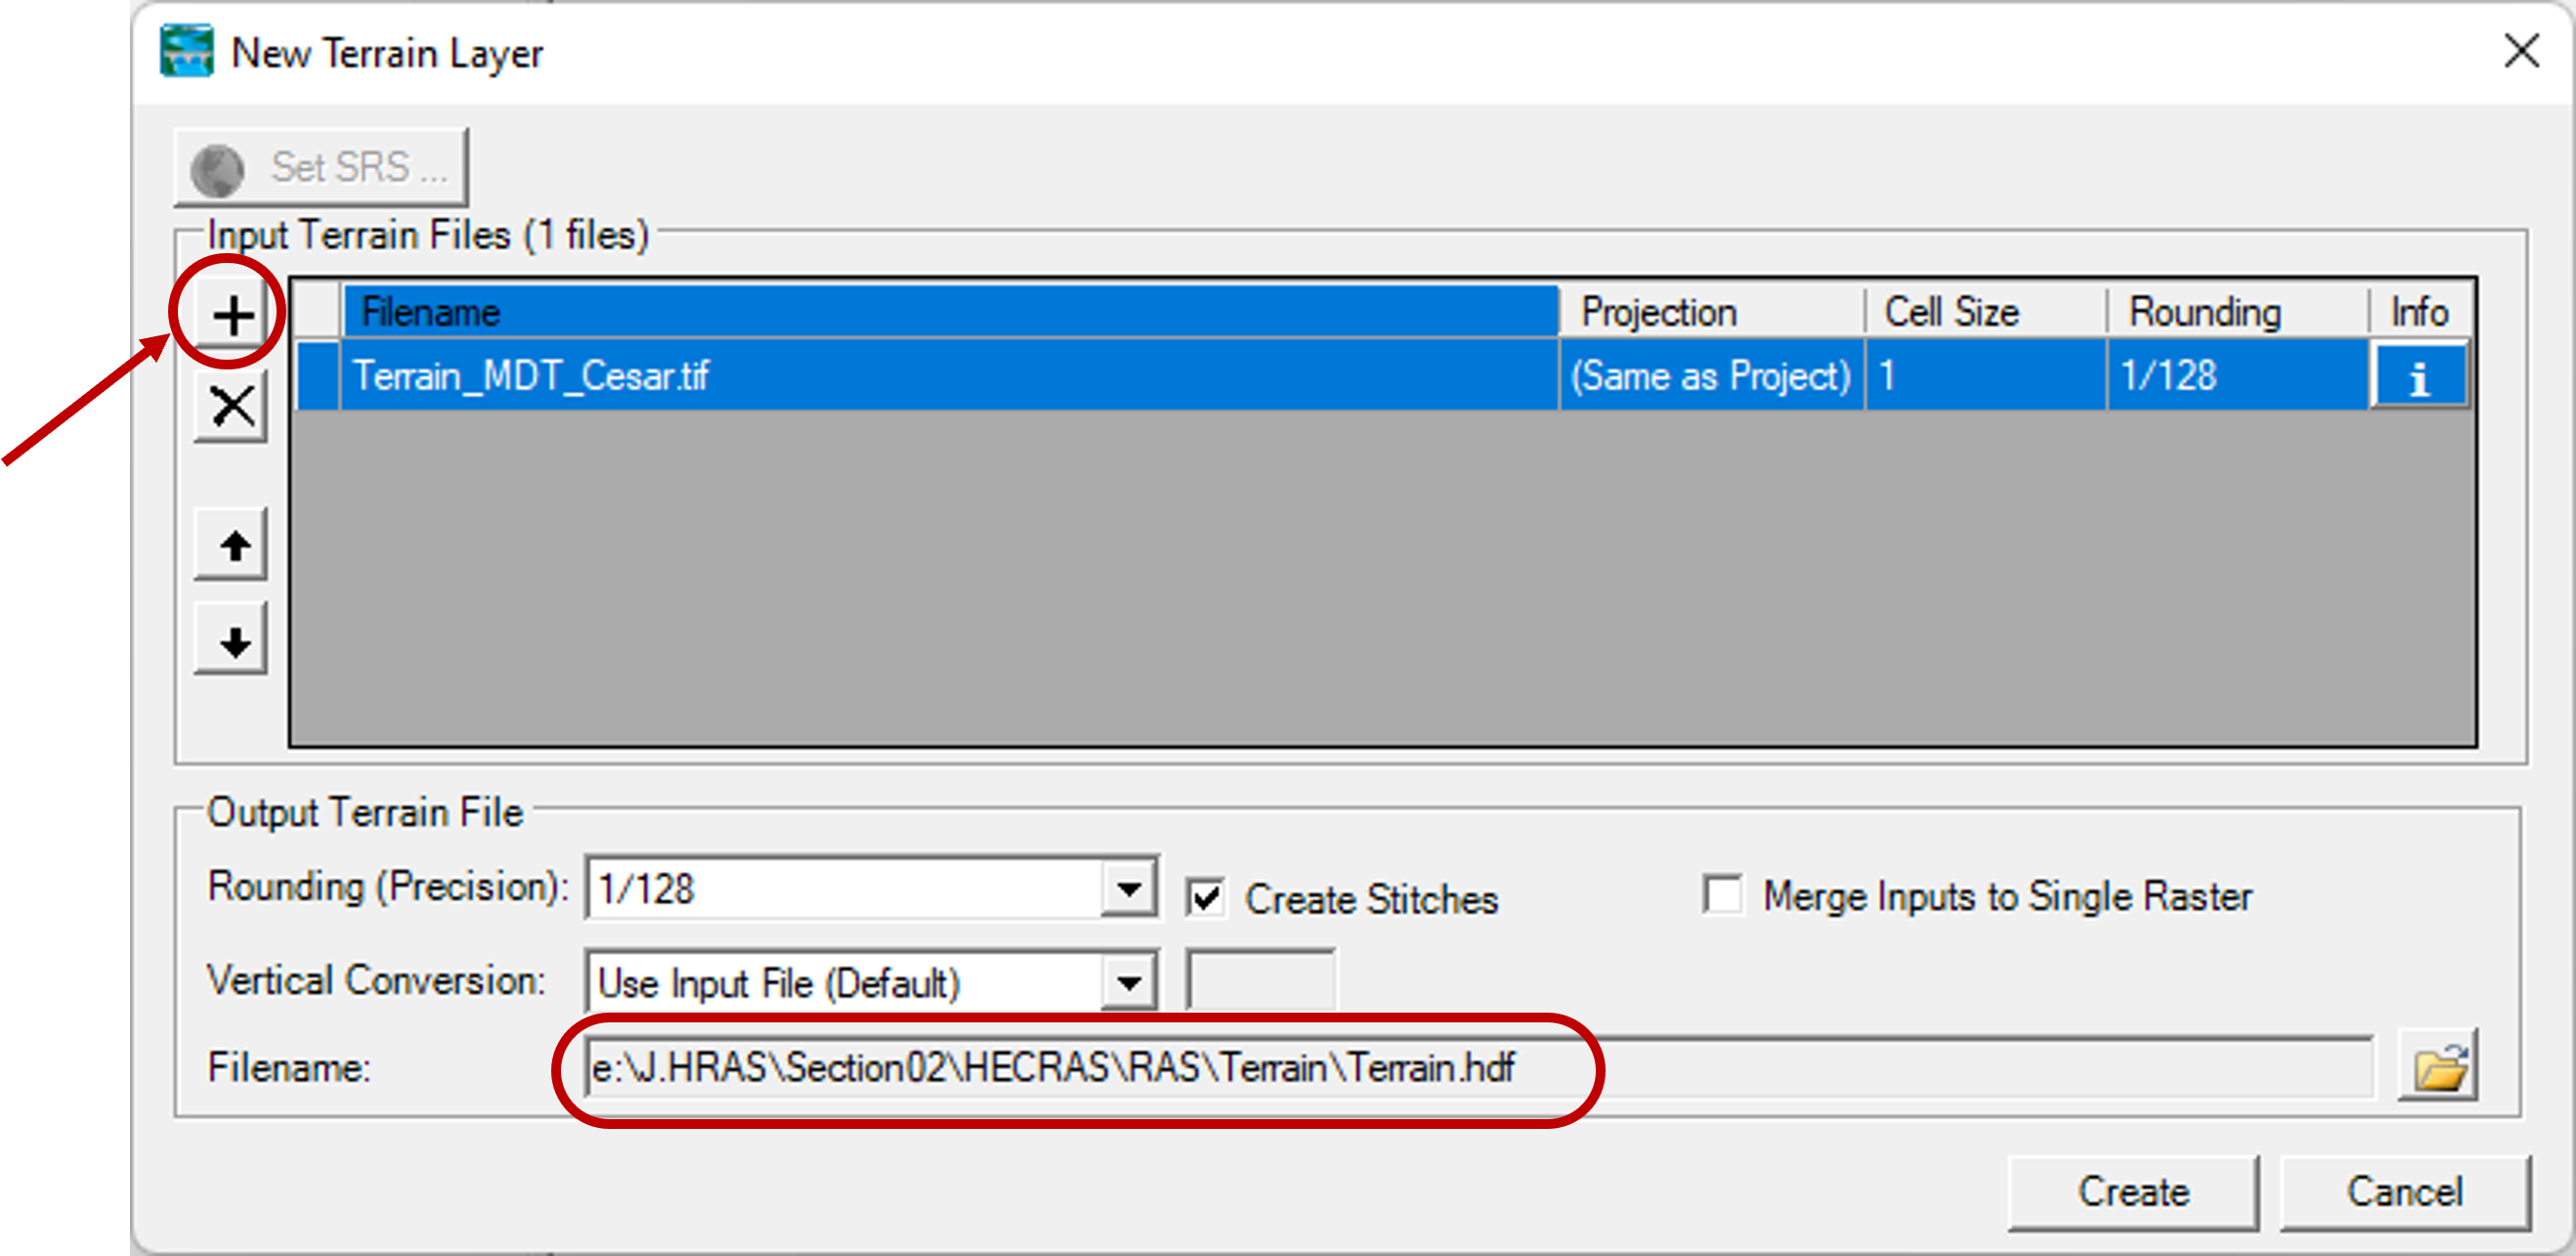 New Terrain Layer
Set SRS ...
Input Terrain Files (1 files)
Filename Projection Cell Size Rounding Info
Terrain_MDT_Cesar.tif (Same as Project) 1 1/128 i
Output Terrain File
Rounding (Precision): 1/128 Create Stitches Merge Inputs to Single Raster
Vertical Conversion: Use Input File (Default)
Filename: e:\J.HRAS\Section02\HECRAS\RAS\Terrain\Terrain.hdf
Create Cancel